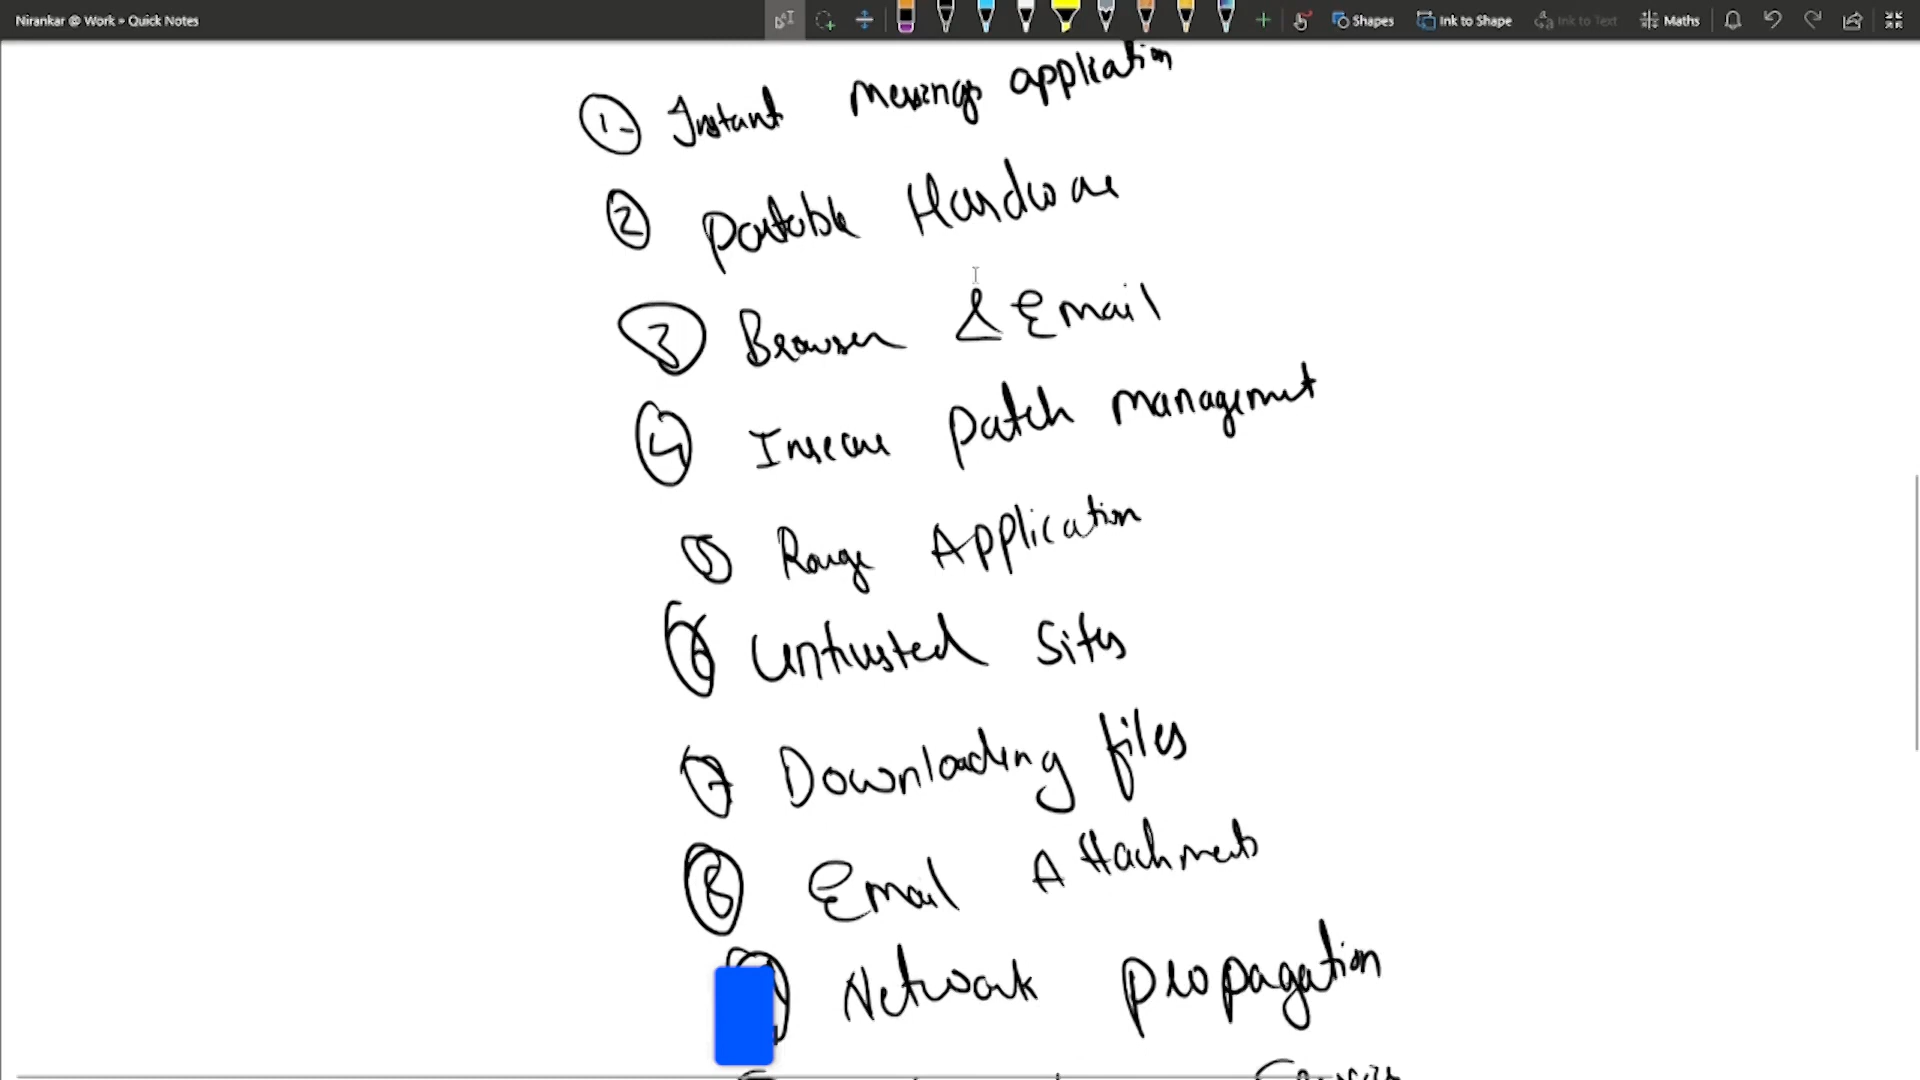 Nirankar @ Work » Quick Notes
Shapes Ink to Shape Ink to Text Maths
1. Instant Messings application
2 Portable Hardware
3 Browser & Email
4 Insecure patch management
5 Rouge Application
6 Untrusted Sites
7 Downloading files
8 Email Attachments
Network propagation